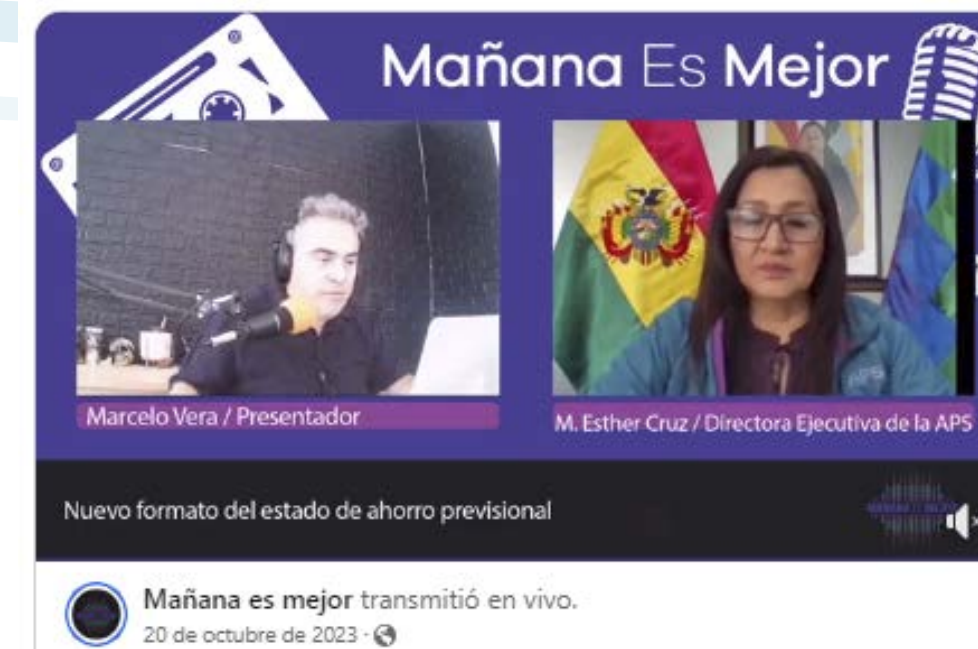 Mañana Es Mejor
APS
Marcelo Vera / Presentador
M. Esther Cruz / Directora Ejecutiva de la APS
Nuevo formato del estado de ahorro previsional
Mañana es mejor transmitió en vivo.
20 de octubre de 2023 ·